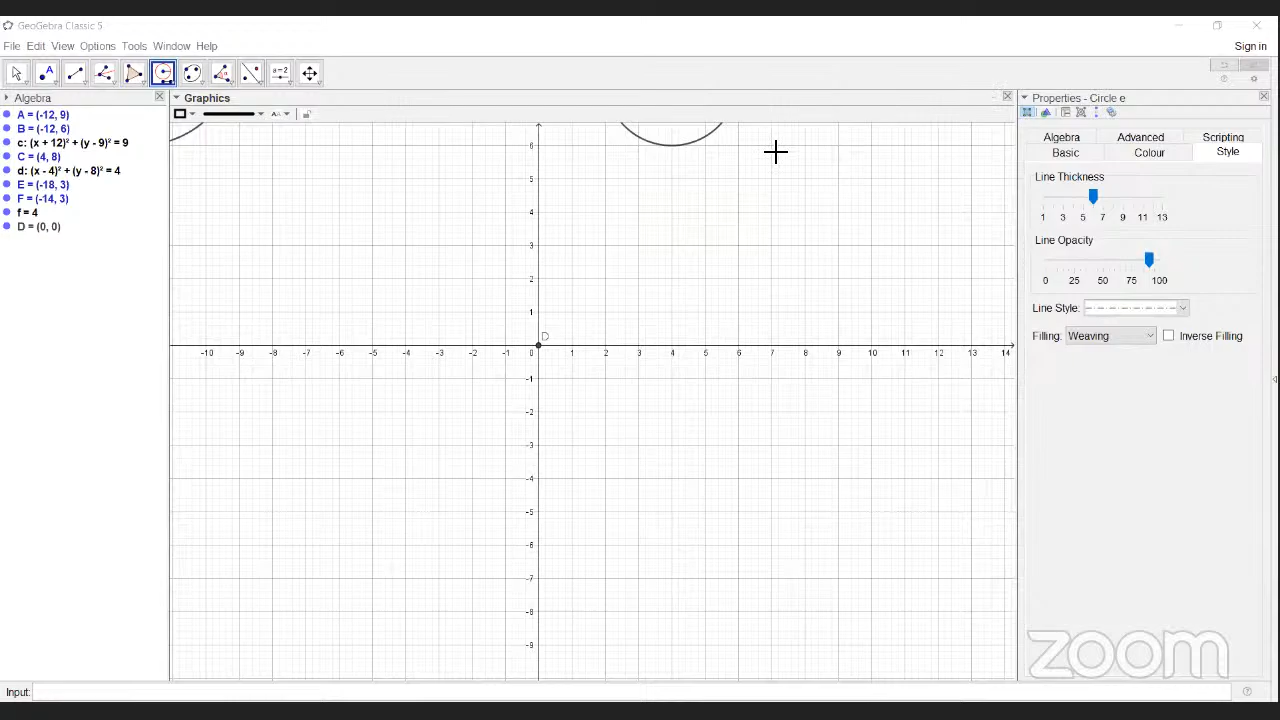 GeoGebra Classic 5
File Edit View Options Tools Window Help
Sign in
A
a=2
Algebra
Graphics
Properties - Circle e
A = (-12, 9)
B = (-12, 6)
c: (x + 12)² + (y - 9)² = 9
C = (4, 8)
d: (x - 4)² + (y - 8)² = 4
E = (-18, 3)
F = (-14, 3)
f = 4
D = (0, 0)
6
5
4
3
2
1
D
-10 -9 -8 -7 -6 -5 -4 -3 -2 -1 0 1 2 3 4 5 6 7 8 9 10 11 12 13 14
-1
-2
-3
-4
-5
-6
-7
-8
-9
Algebra Advanced Scripting
Basic Colour Style
Line Thickness
1 3 5 7 9 11 13
Line Opacity
0 25 50 75 100
Line Style:
Filling: Weaving Inverse Filling
zoom
Input: